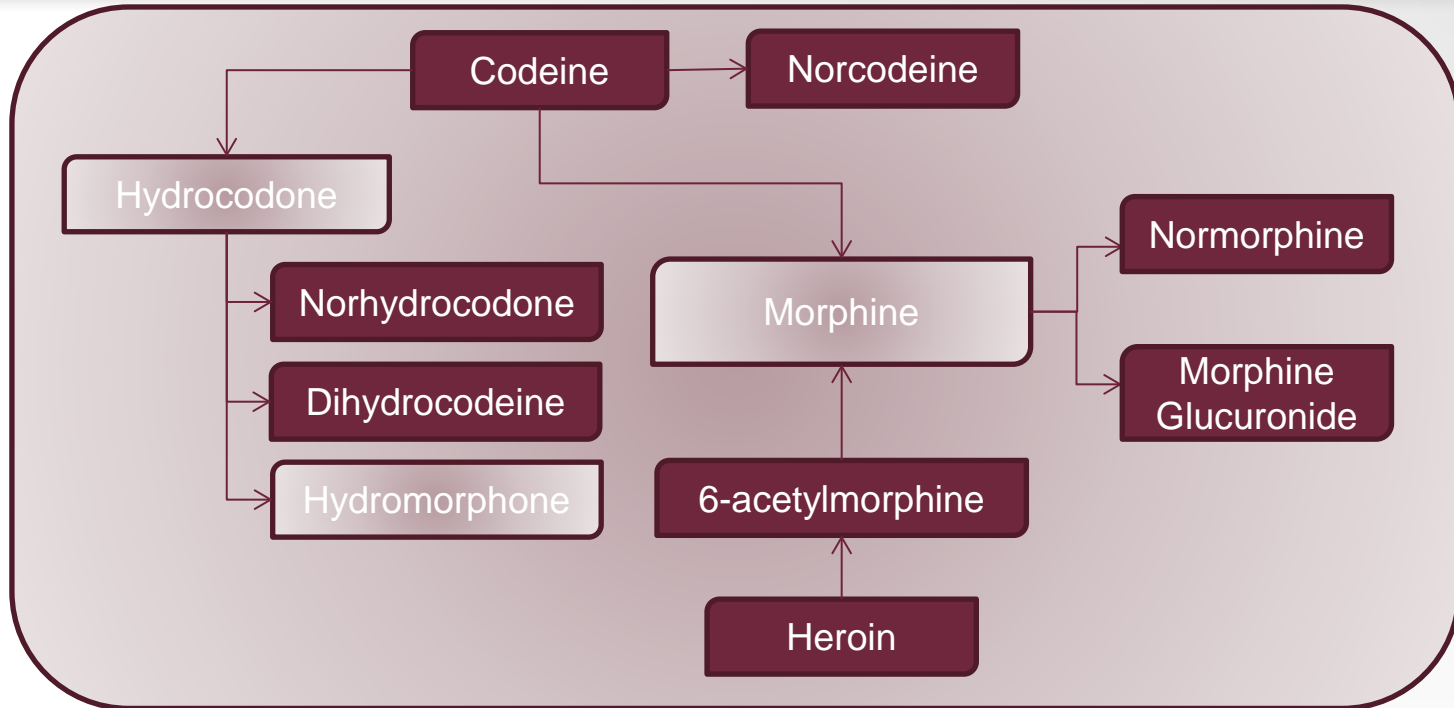 Codeine
Norcodeine
Hydrocodone
Norhydrocodone
Dihydrocodeine
Hydromorphone
Morphine
Normorphine
Morphine
Glucuronide
6-acetylmorphine
Heroin